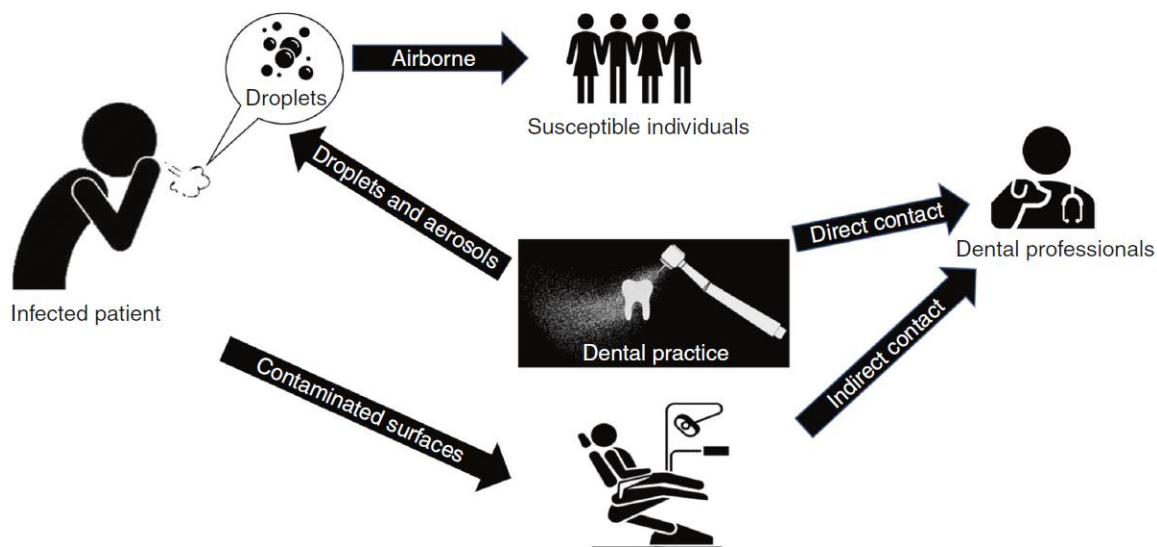 Droplets
Airborne
Susceptible individuals
Infected patient
Droplets and aerosols
Dental practice
Direct contact
Dental professionals
Indirect contact
Contaminated surfaces